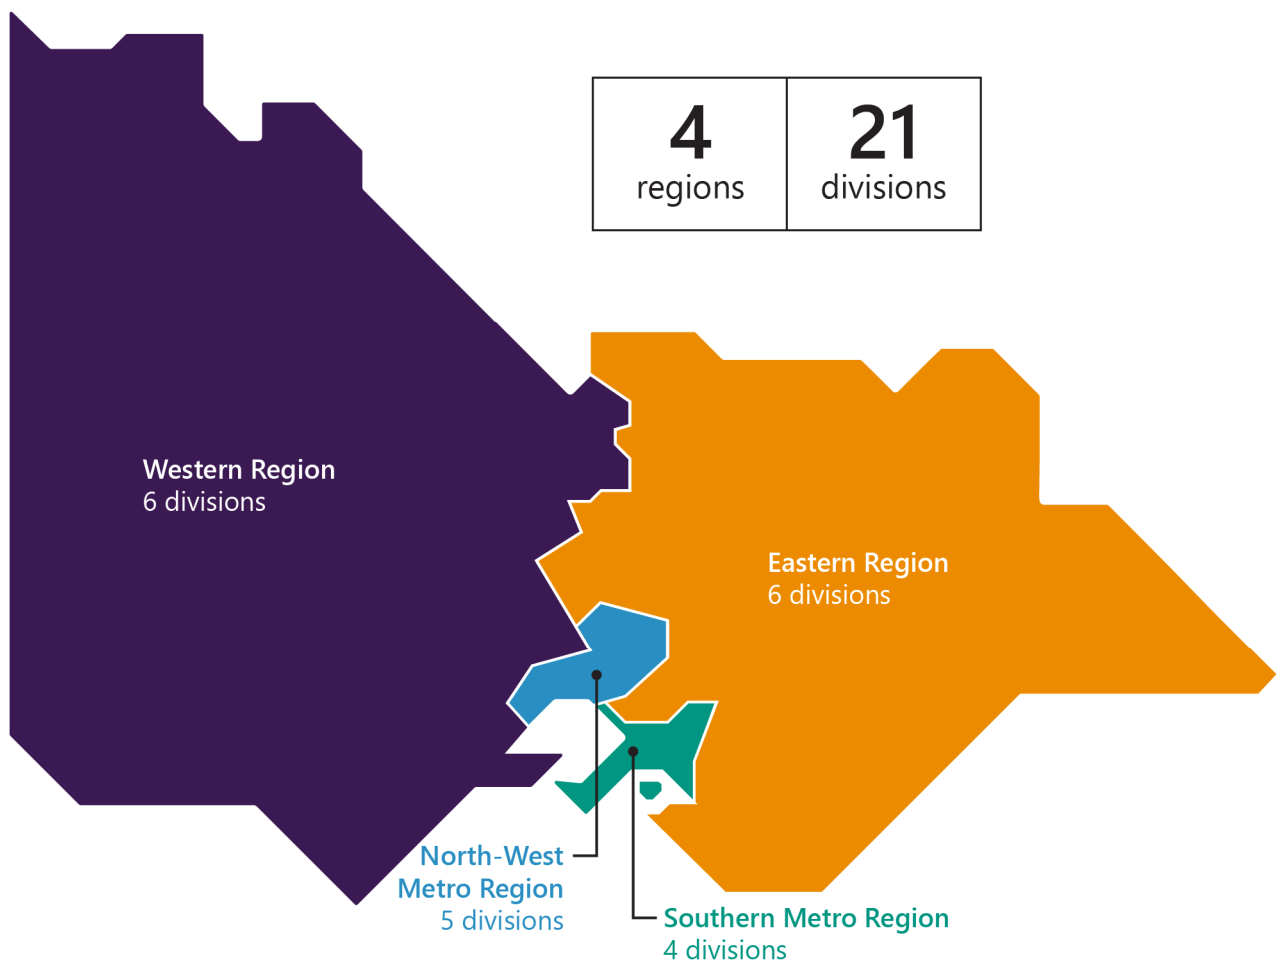 4
regions
21
divisions
Western Region
6 divisions
Eastern Region
6 divisions
North-West
Metro Region
5 divisions
Southern Metro Region
4 divisions